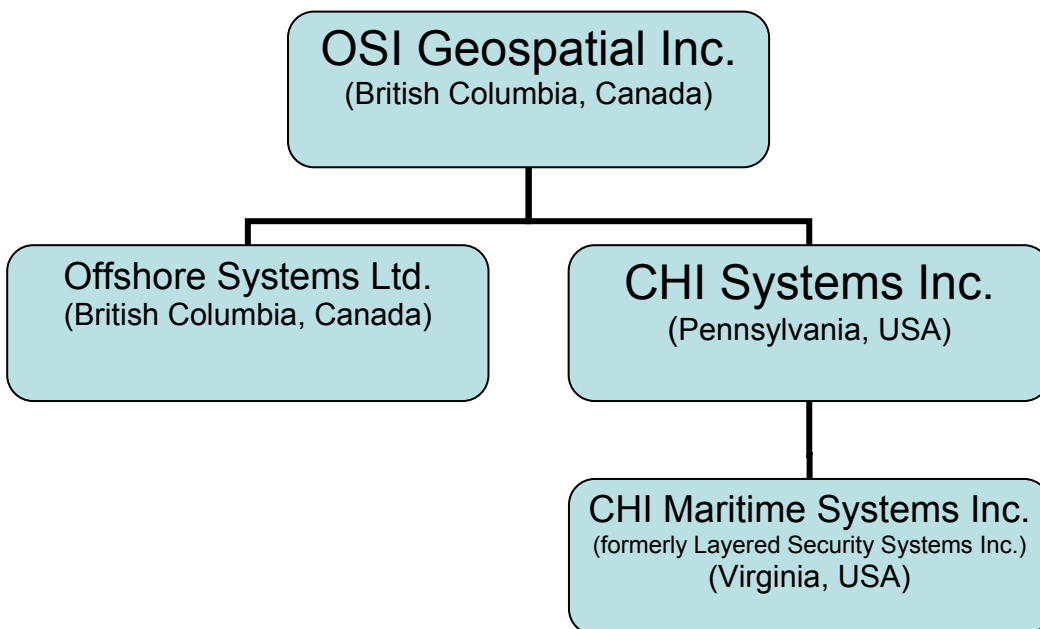 OSI Geospatial Inc.
(British Columbia, Canada)
Offshore Systems Ltd.
(British Columbia, Canada)
CHI Systems Inc.
(Pennsylvania, USA)
CHI Maritime Systems Inc.
(formerly Layered Security Systems Inc.)
(Virginia, USA)